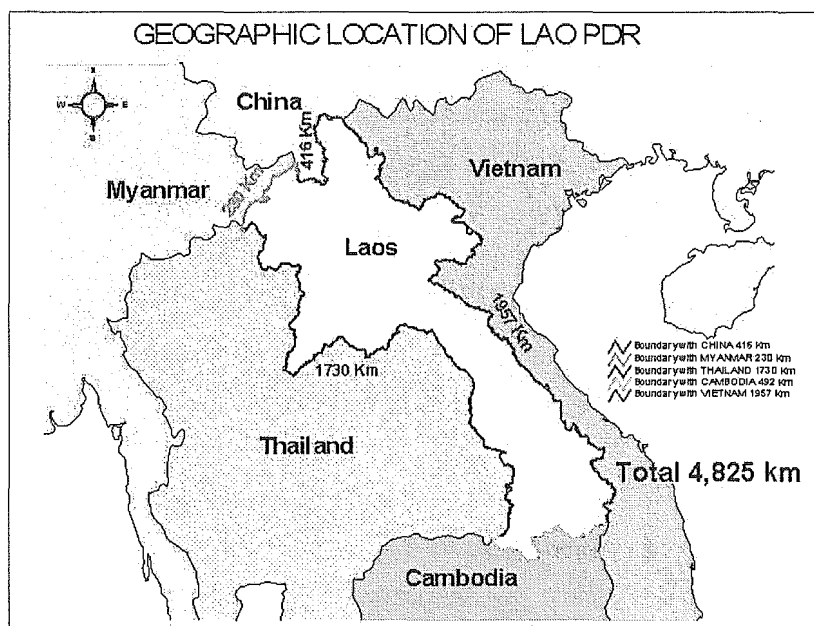 GEOGRAPHIC LOCATION OF LAO PDR
N
W E
S
China
416 Km
Vietnam
Myanmar
230 Km
Laos
1957 Km
Boundary with CHINA 416 Km
Boundary with MYANMAR 230 Km
Boundary with THAILAND 1730 Km
Boundary with CAMBODIA 492 Km
Boundary with VIETNAM 1957 Km
1730 Km
Thailand
Total 4,825 km
Cambodia